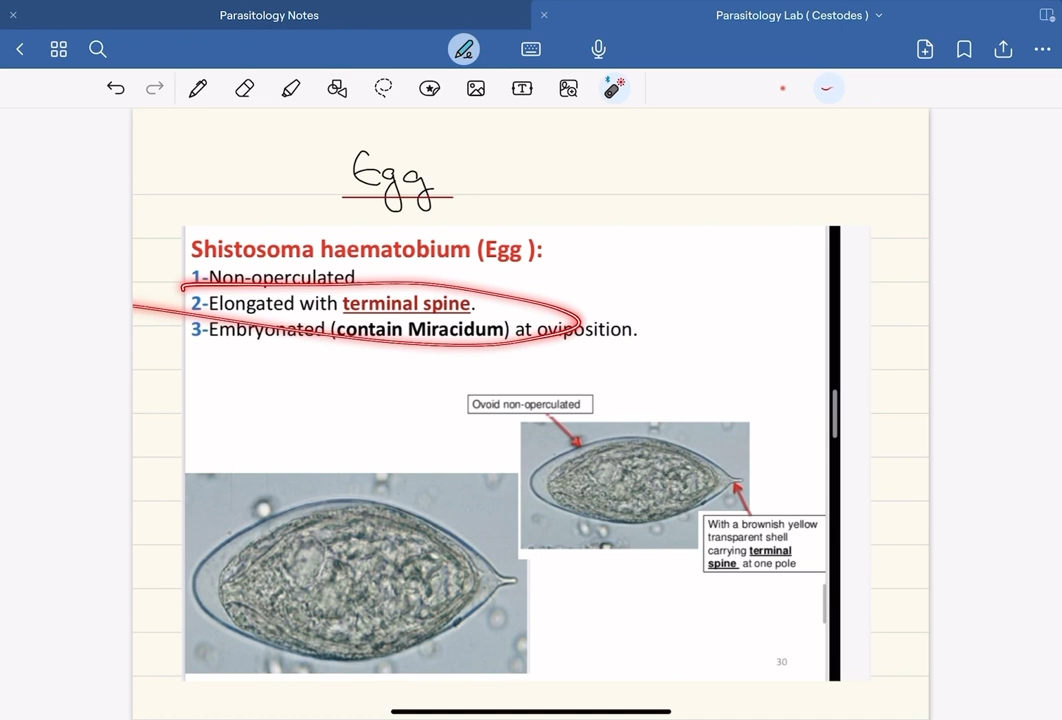 Parasitology Notes
Parasitology Lab ( Cestodes )
Egg
Shistosoma haematobium (Egg ):
1-Non-operculated
2-Elongated with terminal spine.
3-Embryonated (contain Miracidum) at oviposition.
Ovoid non-operculated
With a brownish yellow
transparent shell
carrying terminal
spine at one pole
30